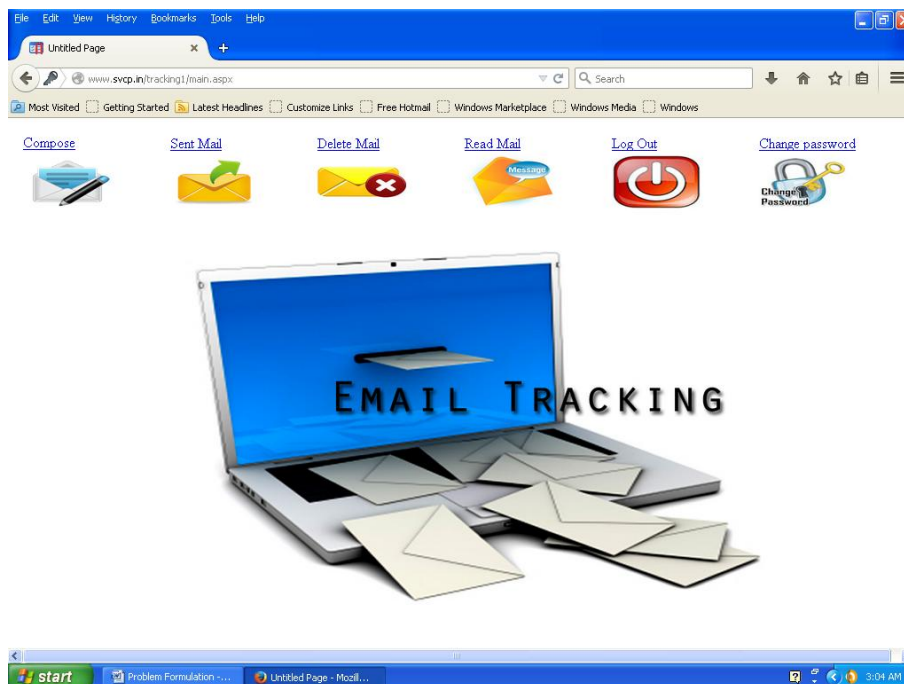 File Edit View History Bookmarks Tools Help
Untitled Page
www.svcp.in/tracking1/main.aspx
Search
Most Visited Getting Started Latest Headlines Customize Links Free Hotmail Windows Marketplace Windows Media Windows
Compose Sent Mail Delete Mail Read Mail Log Out Change password
Message
Change
Password
EMAIL TRACKING
start Problem Formulation -... Untitled Page - Mozill... 3:04 AM